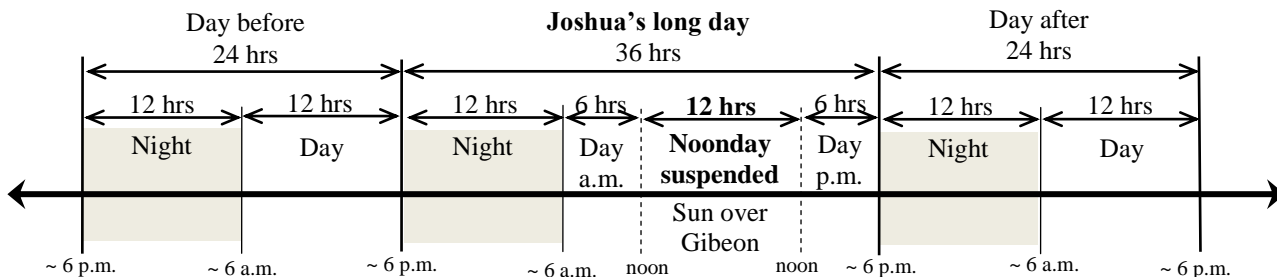 Day before
24 hrs
Joshua’s long day
36 hrs
Day after
24 hrs
12 hrs
12 hrs
12 hrs
6 hrs
12 hrs
6 hrs
12 hrs
12 hrs
Night
Day
Night
Day
a.m.
Noonday
suspended
Day
p.m.
Night
Day
Sun over
Gibeon
~ 6 p.m.
~ 6 a.m.
~ 6 p.m.
~ 6 a.m.
noon
noon
~ 6 p.m.
~ 6 a.m.
~ 6 p.m.